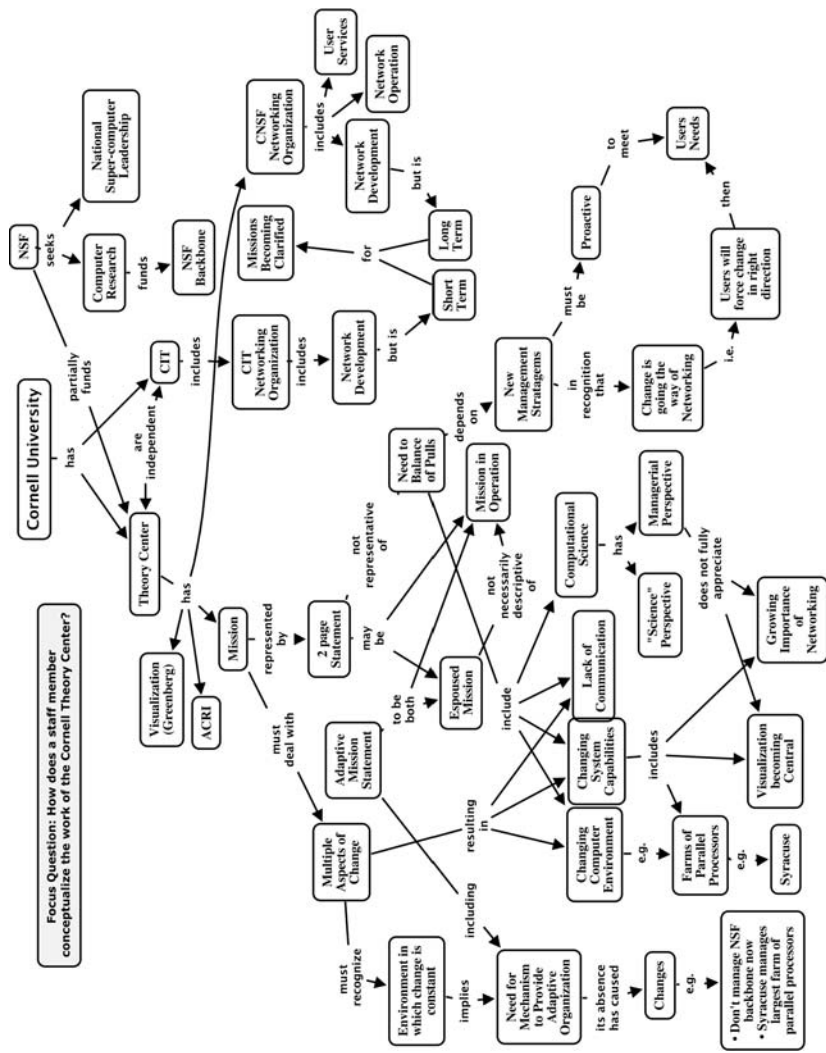 Focus Question: How does a staff member
conceptualize the work of the Cornell Theory Center?
Cornell University
NSF
has
partially
funds
seeks
National
Super-computer
Leadership
Computer
Research
funds
NSF
Backbone
Theory Center
are
independent
CIT
includes
has
Visualization
(Greenberg)
ACRI
Mission
CIT
Networking
Organization
includes
CNSF
Networking
Organization
includes
User
Services
Network
Operation
Network
Development
but is
Network
Development
but is
Missions
Becoming
Clarified
for
Short
Term
Long
Term
must
deal with
represented
by
2 page
Statement
may
be
not
representative
of
Need to
Balance
of Pulls
depends
on
New
Management
Stratagems
must
be
Proactive
to
meet
Users
Needs
in
recognition
that
Change is
going the
way of
Networking
i.e.
Users will
force change
in right
direction
then
Multiple
Aspects of
Change
Adaptive
Mission
Statement
to be
both
Espoused
Mission
not
necessarily
descriptive
of
Mission in
Operation
must
recognize
including
resulting
in
include
Environment in
which change is
constant
implies
Need for
Mechanism
to Provide
Adaptive
Organization
its absence
has caused
Changes
e.g.
• Don't manage NSF
backbone now
• Syracuse manages
largest farm of
parallel processors
Changing
Computer
Environment
e.g.
Farms of
Parallel
Processors
e.g.
Syracuse
Changing
System
Capabilities
includes
Lack of
Communication
Computational
Science
has
"Science"
Perspective
Managerial
Perspective
does not fully
appreciate
Visualization
becoming
Central
Growing
Importance
of
Networking